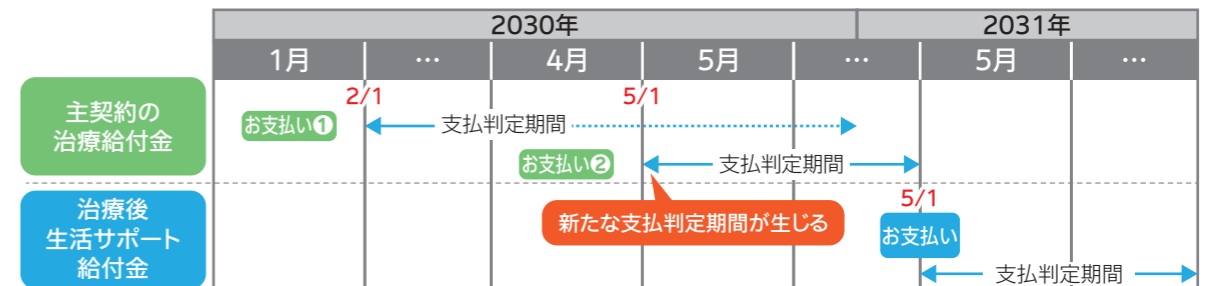 2030年 2031年
1月 … 4月 5月 … 5月 …
主契約の
治療給付金
2/1 5/1
お支払い❶ 支払判定期間
お支払い❷ 支払判定期間
治療後
生活サポート
給付金
新たな支払判定期間が生じる
5/1
お支払い
支払判定期間